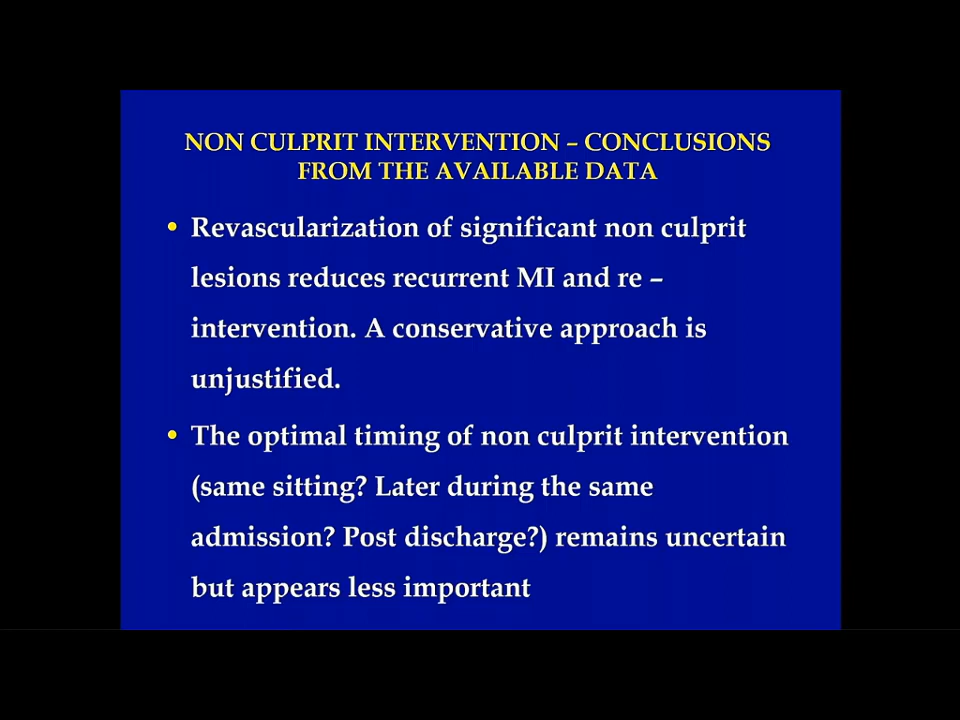 NON CULPRIT INTERVENTION – CONCLUSIONS
FROM THE AVAILABLE DATA
• Revascularization of significant non culprit
lesions reduces recurrent MI and re –
intervention. A conservative approach is
unjustified.
• The optimal timing of non culprit intervention
(same sitting? Later during the same
admission? Post discharge?) remains uncertain
but appears less important